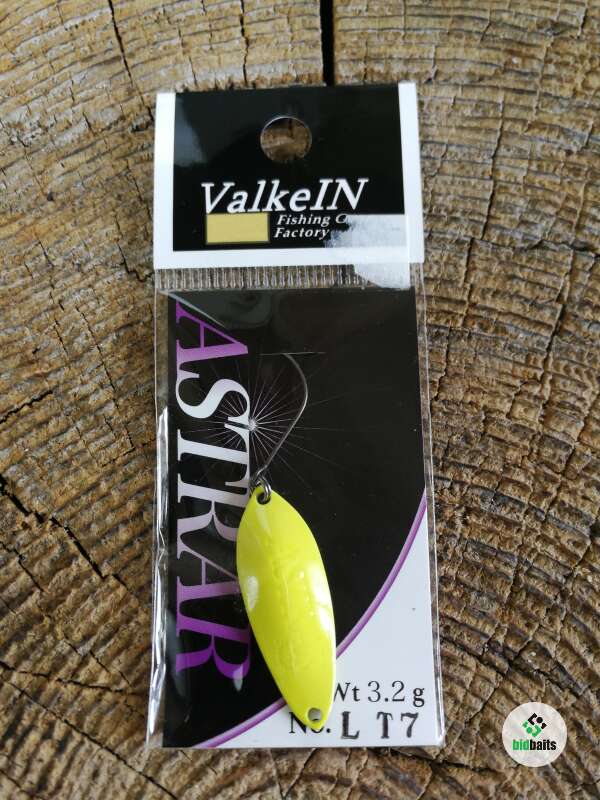 ValkeIN
Fishing
Factory
ASTRAR
Wt 3.2 g
No. L T7
bidbaits